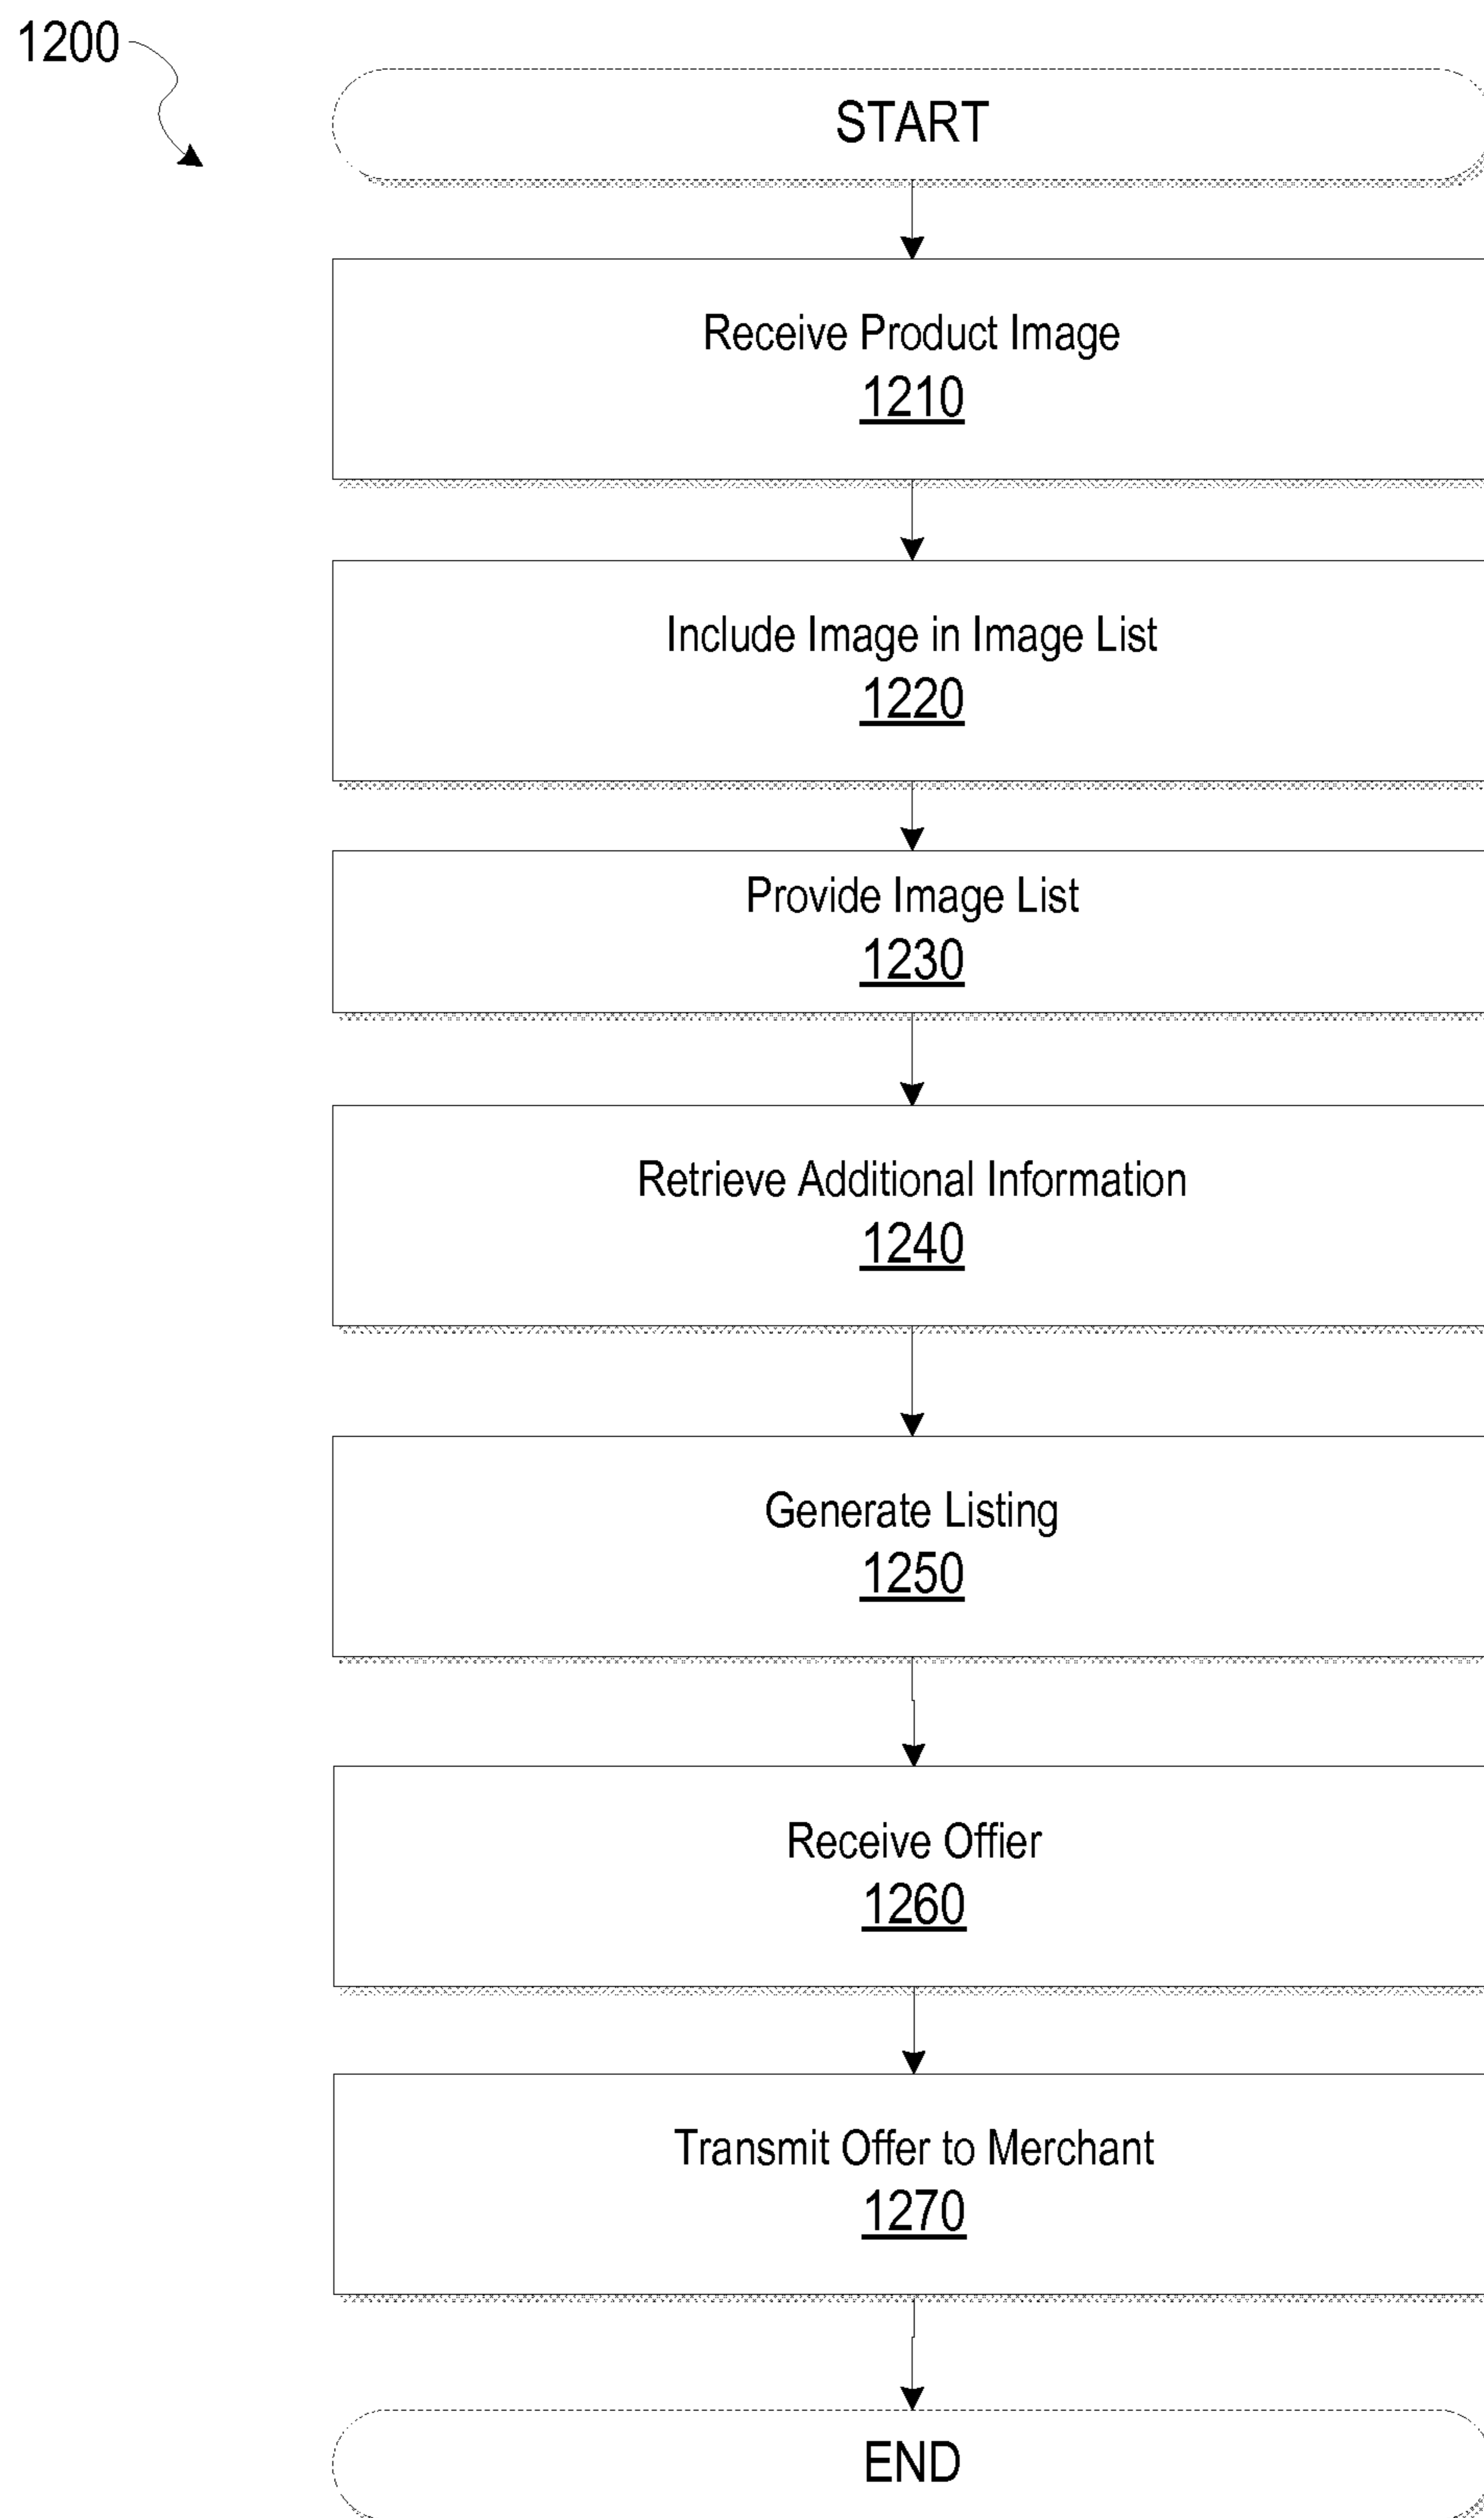 1200
START
Receive Product Image
1210
Include Image in Image List
1220
Provide Image List
1230
Retrieve Additional Information
1240
Generate Listing
1250
Receive Offier
1260
Transmit Offer to Merchant
1270
END